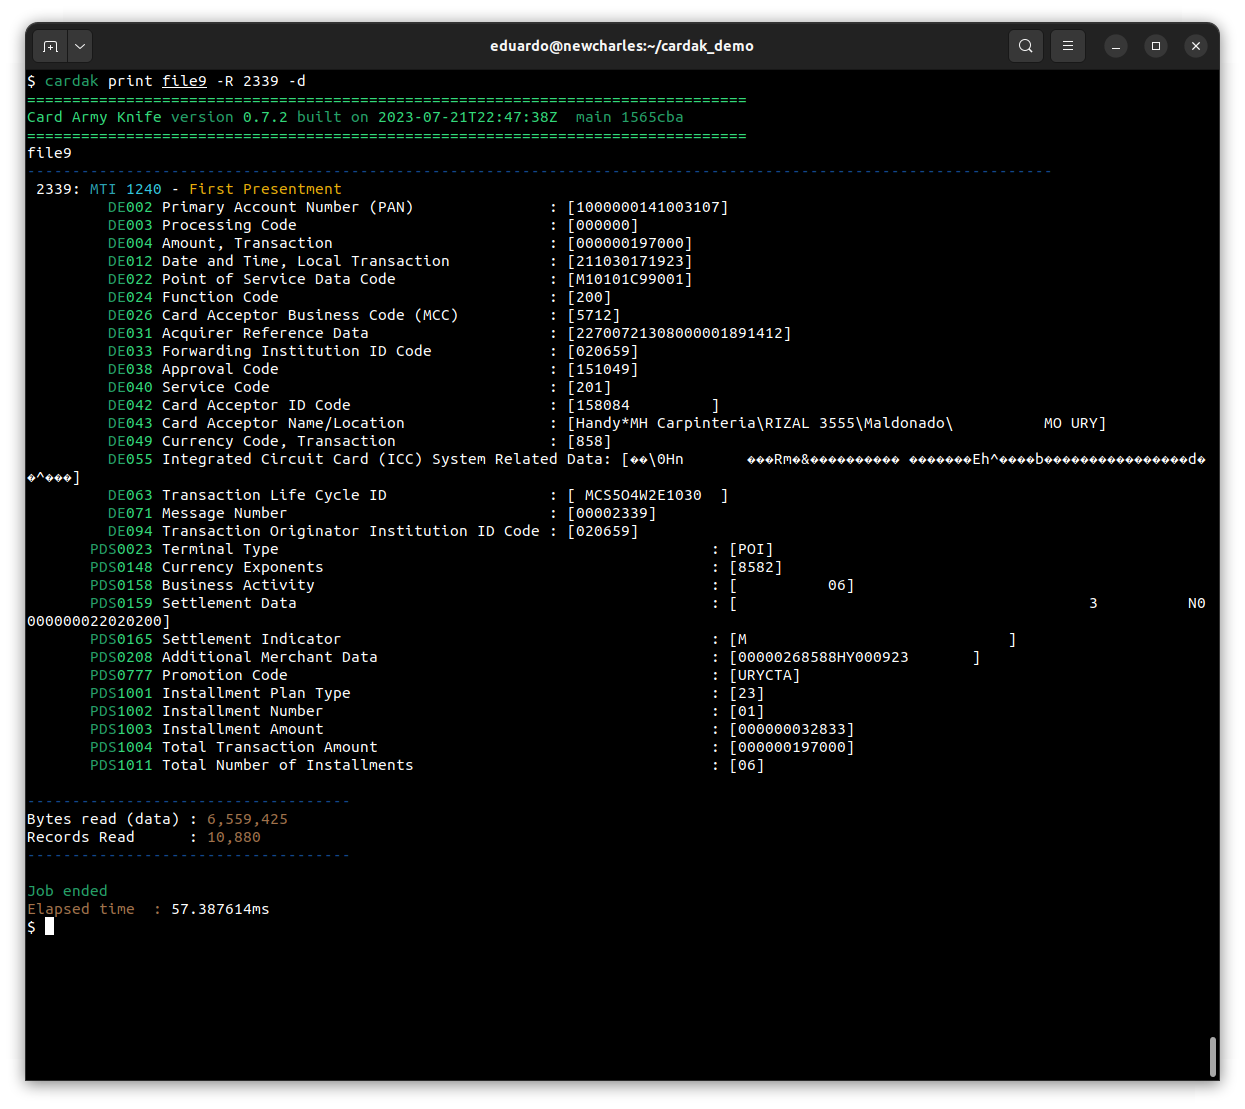 eduardo@newcharles:~/cardak_demo
$ cardak print file9 -R 2339 -d
================================================================================
Card Army Knife version 0.7.2 built on 2023-07-21T22:47:38Z  main 1565cba
================================================================================
file9
------------------------------------------------------------------------------------------------------------------
 2339: MTI 1240 - First Presentment
         DE002 Primary Account Number (PAN)               : [1000000141003107]
         DE003 Processing Code                            : [000000]
         DE004 Amount, Transaction                        : [000000197000]
         DE012 Date and Time, Local Transaction           : [211030171923]
         DE022 Point of Service Data Code                 : [M10101C99001]
         DE024 Function Code                              : [200]
         DE026 Card Acceptor Business Code (MCC)          : [5712]
         DE031 Acquirer Reference Data                    : [22700721308000001891412]
         DE033 Forwarding Institution ID Code             : [020659]
         DE038 Approval Code                              : [151049]
         DE040 Service Code                               : [201]
         DE042 Card Acceptor ID Code                      : [158084         ]
         DE043 Card Acceptor Name/Location                : [Handy*MH Carpinteria\RIZAL 3555\Maldonado\          MO URY]
         DE049 Currency Code, Transaction                 : [858]
         DE055 Integrated Circuit Card (ICC) System Related Data: [��\0Hn       ���Rm�&���������� �������Eh^����b����������������d�
�^���]
         DE063 Transaction Life Cycle ID                  : [ MCS5O4W2E1030  ]
         DE071 Message Number                             : [00002339]
         DE094 Transaction Originator Institution ID Code : [020659]
       PDS0023 Terminal Type                                                : [POI]
       PDS0148 Currency Exponents                                           : [8582]
       PDS0158 Business Activity                                            : [          06]
       PDS0159 Settlement Data                                              : [                                       3          N0
000000022020200]
       PDS0165 Settlement Indicator                                         : [M                             ]
       PDS0208 Additional Merchant Data                                     : [00000268588HY000923       ]
       PDS0777 Promotion Code                                               : [URYCTA]
       PDS1001 Installment Plan Type                                        : [23]
       PDS1002 Installment Number                                           : [01]
       PDS1003 Installment Amount                                           : [000000032833]
       PDS1004 Total Transaction Amount                                     : [000000197000]
       PDS1011 Total Number of Installments                                 : [06]
------------------------------------
Bytes read (data) : 6,559,425
Records Read      : 10,880
------------------------------------
Job ended
Elapsed time  : 57.387614ms
$